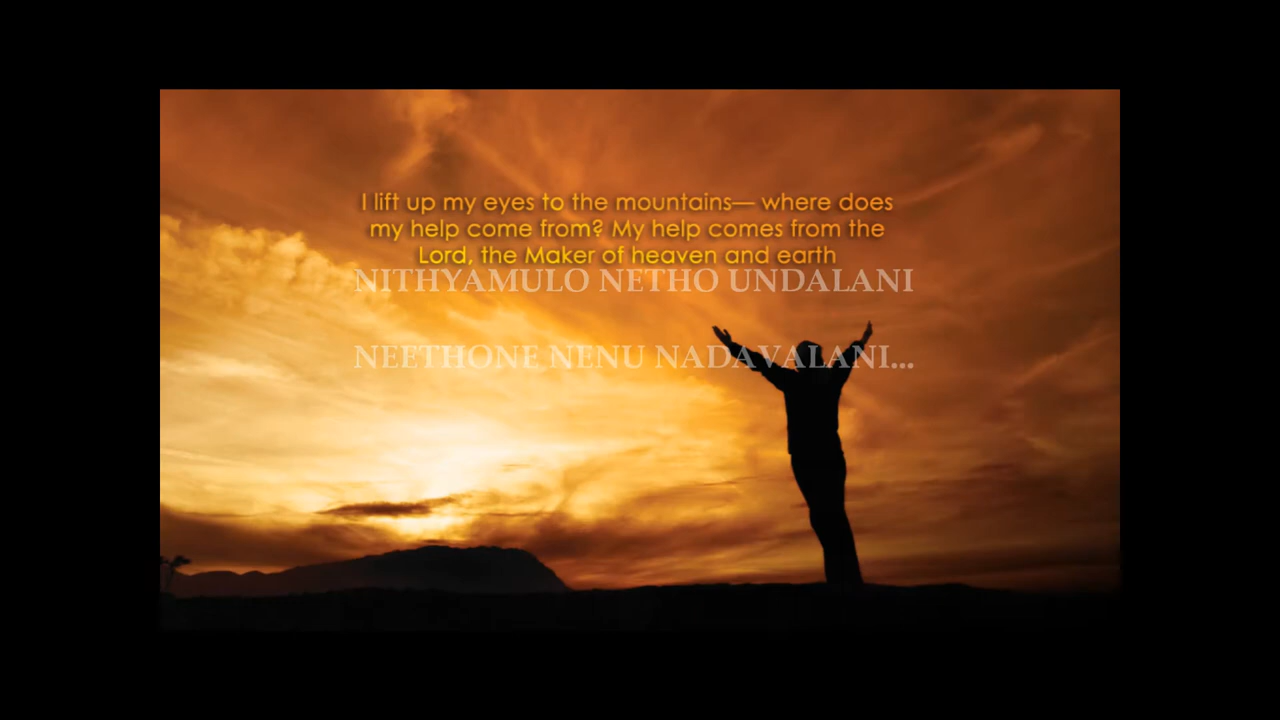 I lift up my eyes to the mountains— where does
my help come from? My help comes from the
Lord, the Maker of heaven and earth
NITHYAMULO NETHO UNDALANI
NEETHONE NENU NADAVALANI...